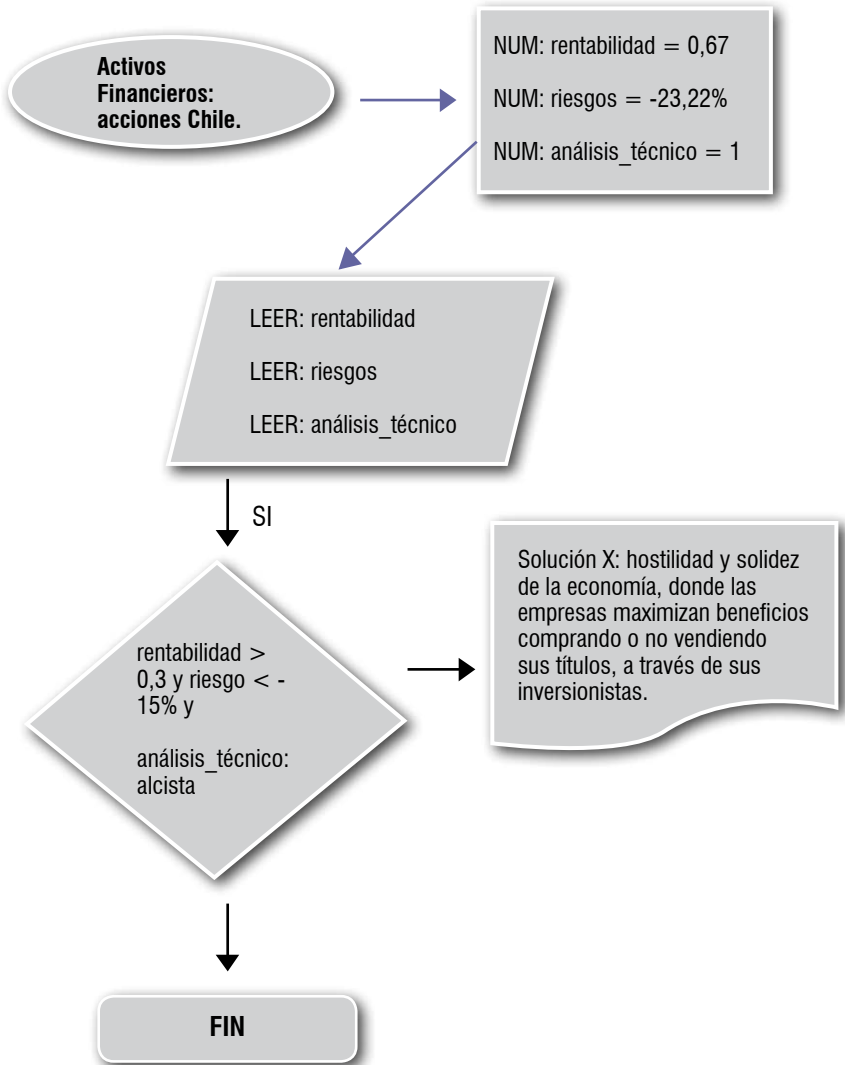 Activos
Financieros:
acciones Chile.
NUM: rentabilidad = 0,67
NUM: riesgos = -23,22%
NUM: análisis_técnico = 1
LEER: rentabilidad
LEER: riesgos
LEER: análisis_técnico
SI
rentabilidad >
0,3 y riesgo < -
15% y
análisis_técnico:
alcista
Solución X: hostilidad y solidez
de la economía, donde las
empresas maximizan beneficios
comprando o no vendiendo
sus títulos, a través de sus
inversionistas.
FIN